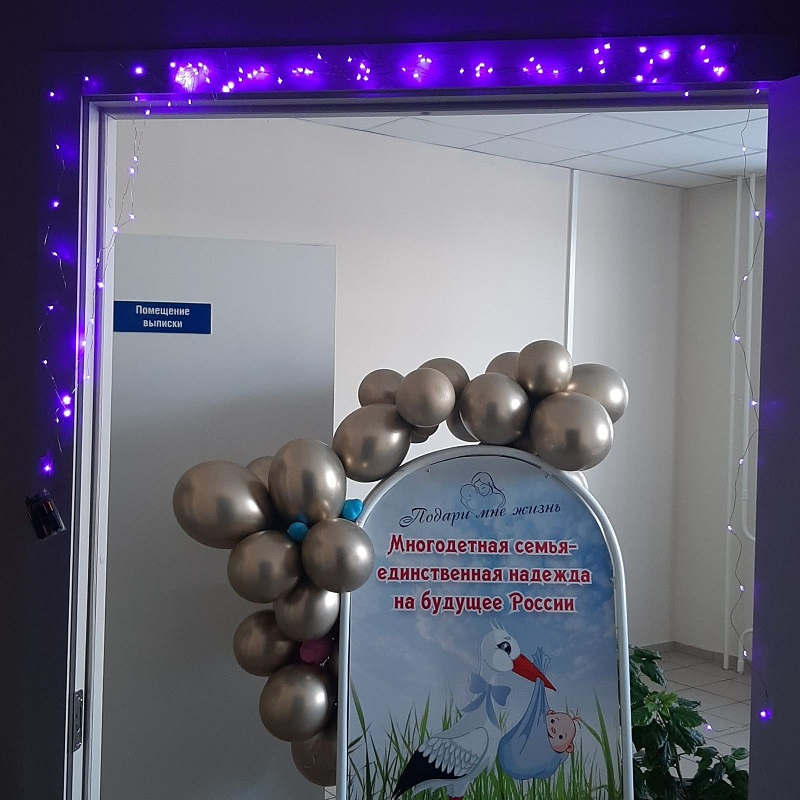 Помещение
выписки
Подари мне жизнь
Многодетная семья-
единственная надежда
на будущее России